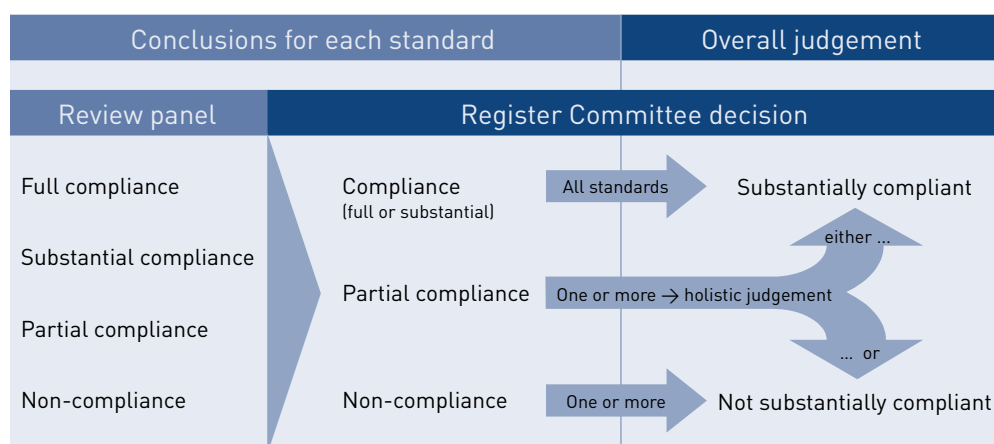 Conclusions for each standard
Overall judgement
Review panel
Register Committee decision
Full compliance
Compliance
(full or substantial)
All standards
Substantially compliant
either ...
Substantial compliance
Partial compliance
One or more → holistic judgement
Partial compliance
... or
Non-compliance
Non-compliance
One or more
Not substantially compliant